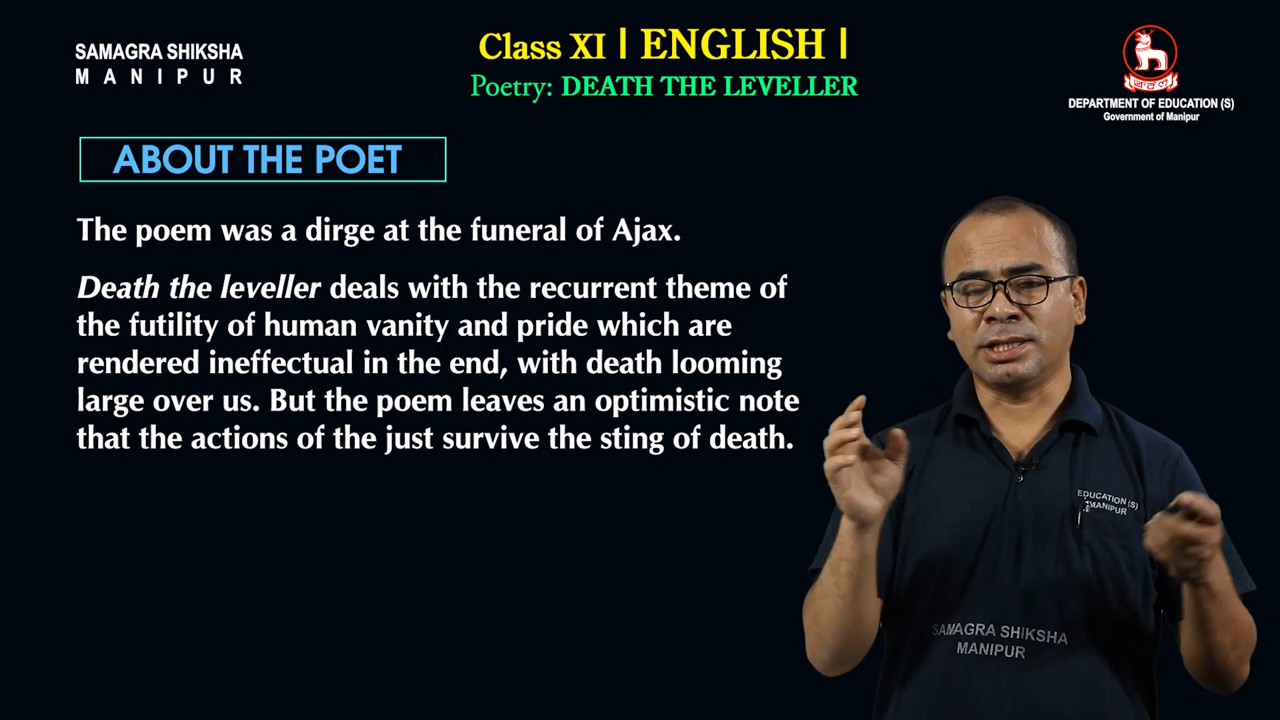 SAMAGRA SHIKSHA
MANIPUR
Class XI | ENGLISH |
Poetry: DEATH THE LEVELLER
DEPARTMENT OF EDUCATION (S)
Government of Manipur
ABOUT THE POET
The poem was a dirge at the funeral of Ajax.
Death the leveller deals with the recurrent theme of
the futility of human vanity and pride which are
rendered ineffectual in the end, with death looming
large over us. But the poem leaves an optimistic note
that the actions of the just survive the sting of death.
EDUCATION (S)
MANIPUR
SAMAGRA SHIKSHA
MANIPUR